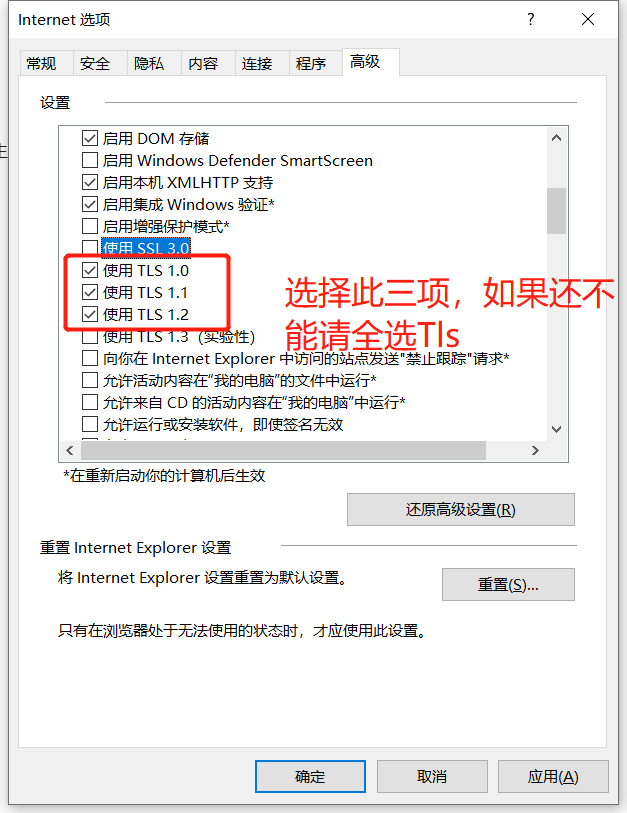 Internet 选项
?
常规 安全 隐私 内容 连接 程序 高级
设置
启用 DOM 存储
启用 Windows Defender SmartScreen
启用本机 XMLHTTP 支持
启用集成 Windows 验证*
启用增强保护模式*
使用 SSL 3.0
使用 TLS 1.0
使用 TLS 1.1
使用 TLS 1.2
使用 TLS 1.3（实验性）
选择此三项，如果还不
能请全选Tls
向你在 Internet Explorer 中访问的站点发送"禁止跟踪"请求*
允许活动内容在“我的电脑”的文件中运行*
允许来自 CD 的活动内容在“我的电脑”中运行*
允许运行或安装软件，即使签名无效
*在重新启动你的计算机后生效
还原高级设置(R)
重置 Internet Explorer 设置
将 Internet Explorer 设置重置为默认设置。
重置(S)...
只有在浏览器处于无法使用的状态时，才应使用此设置。
确定 取消 应用(A)